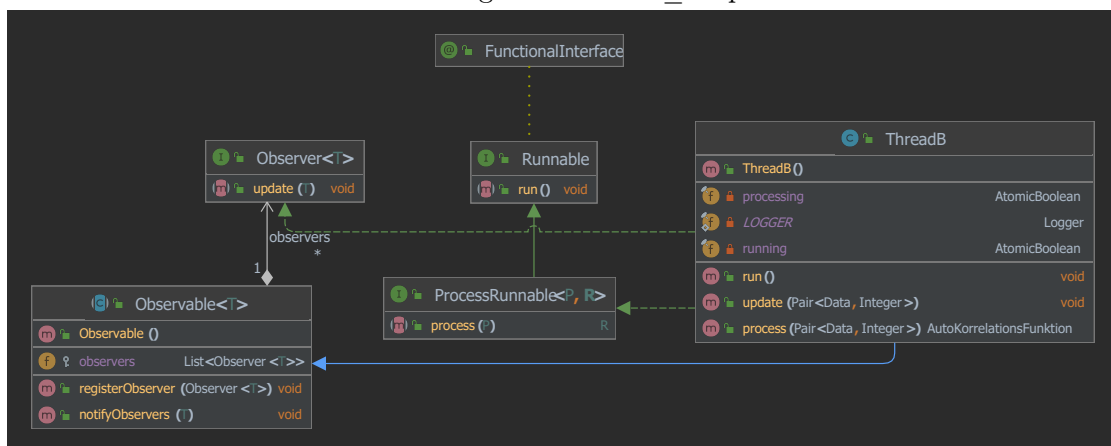 FunctionalInterface
Observer<T>
update (T) void
Runnable
run () void
ThreadB
ThreadB ()
processing AtomicBoolean
LOGGER Logger
running AtomicBoolean
run () void
update (Pair<Data, Integer>) void
process (Pair<Data, Integer>) AutoKorrelationsFunktion
observers
*
1
Observable<T>
Observable ()
observers List<Observer <T>>
registerObserver (Observer <T>) void
notifyObservers (T) void
ProcessRunnable<P, R>
process (P) R